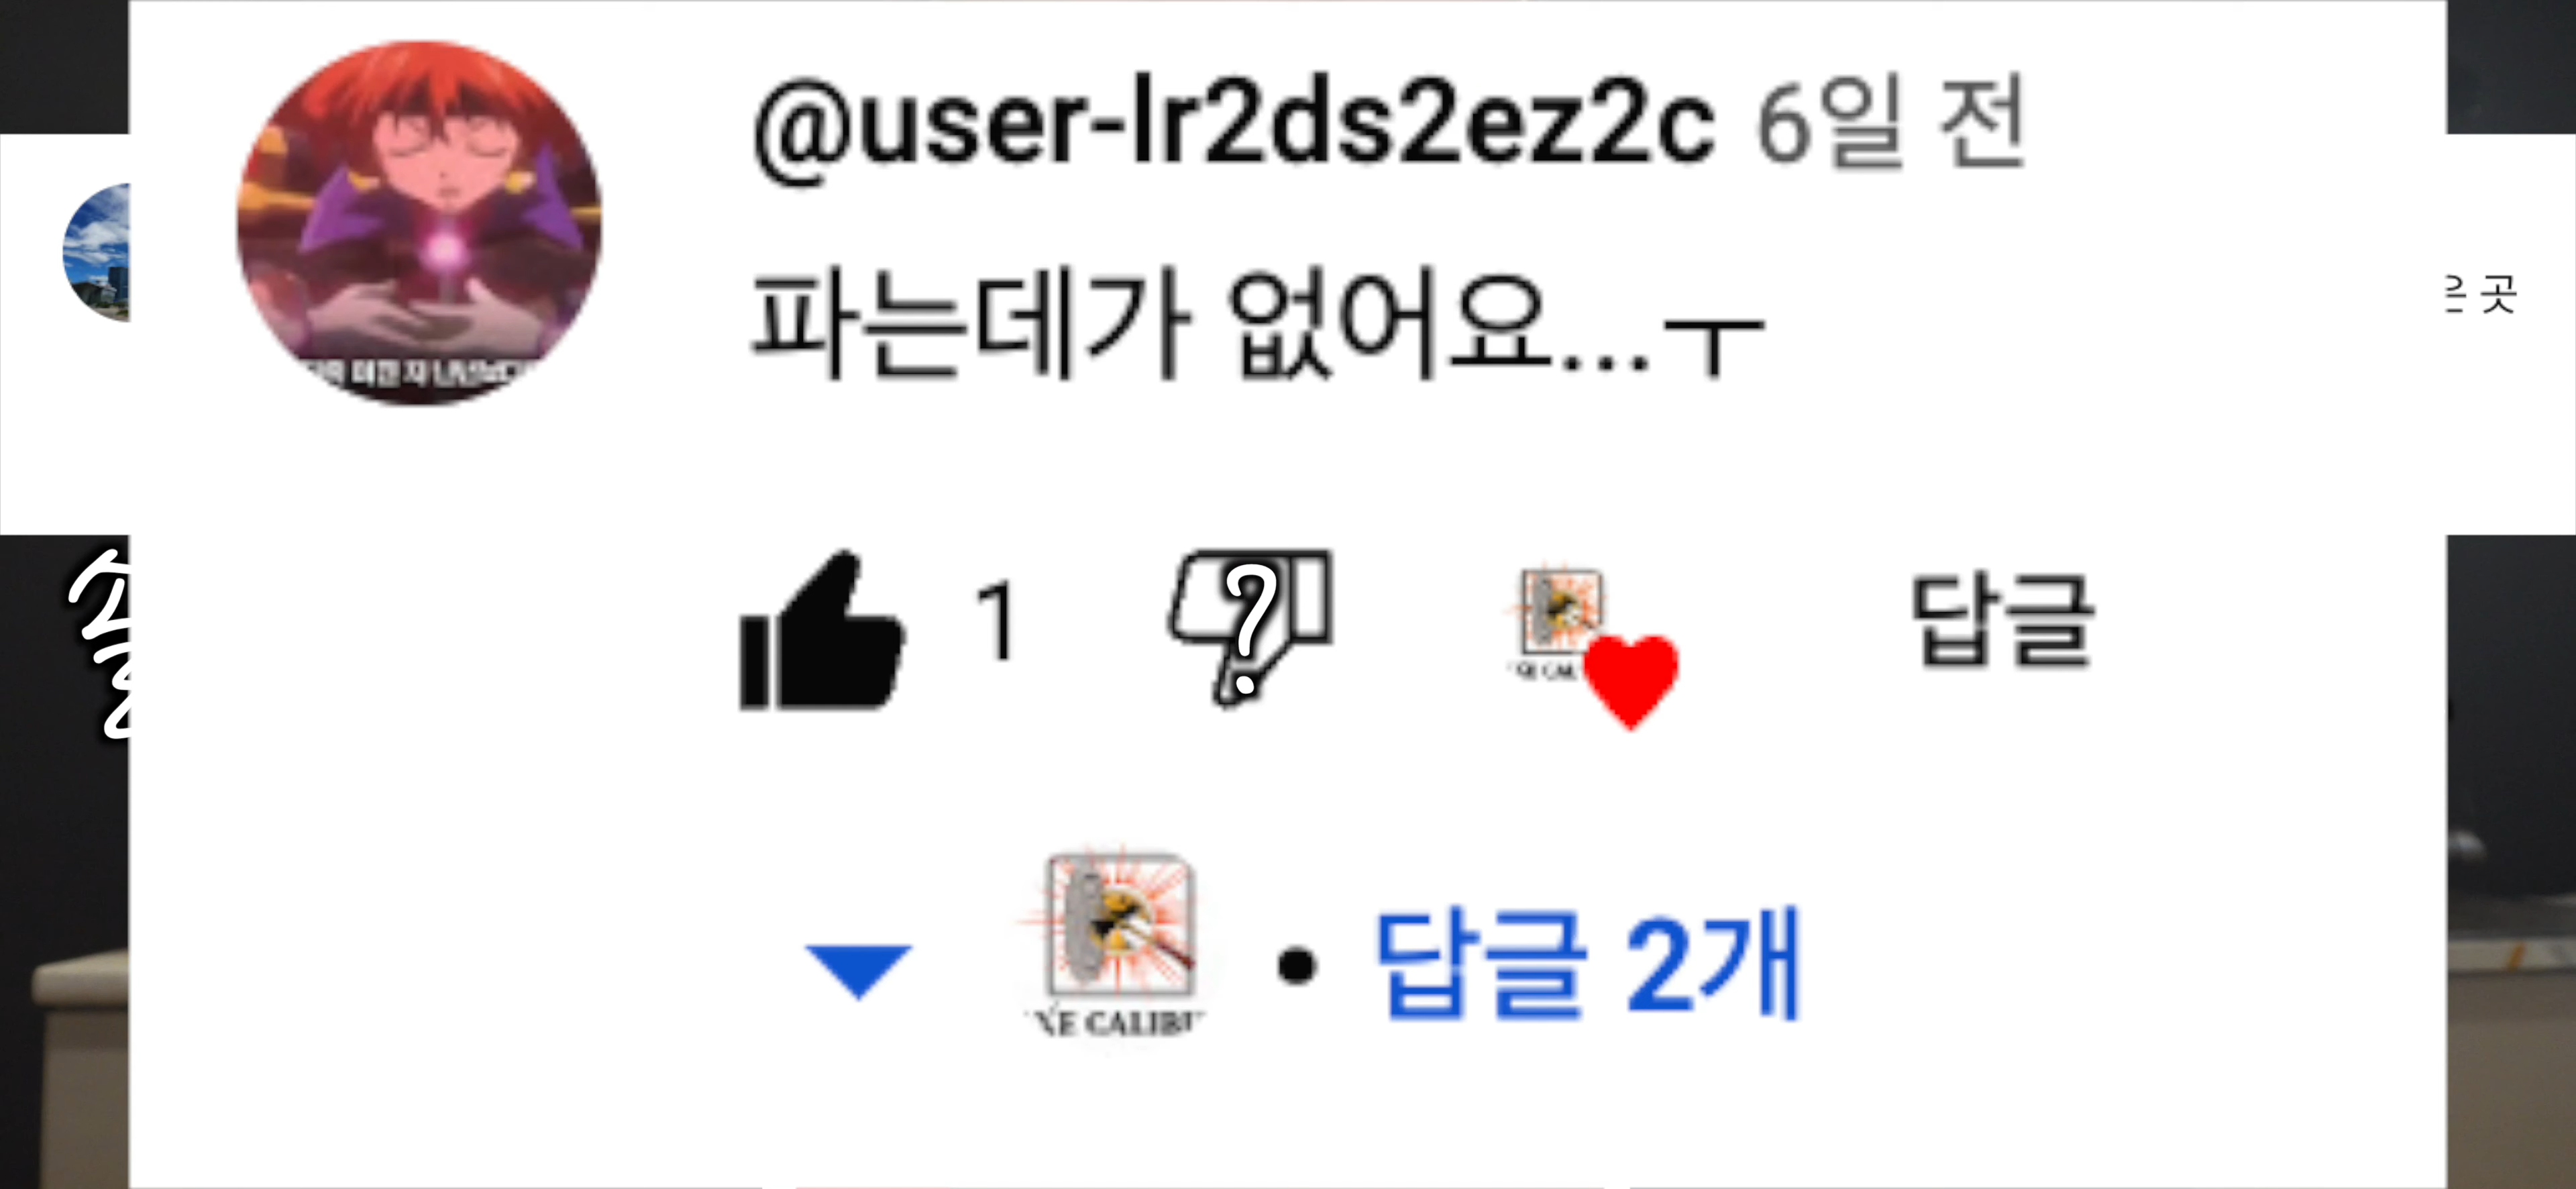 @user-lr2ds2ez2c 6일 전
파는데가 없어요...ㅜ
곳
1
?
답글
답글 2개